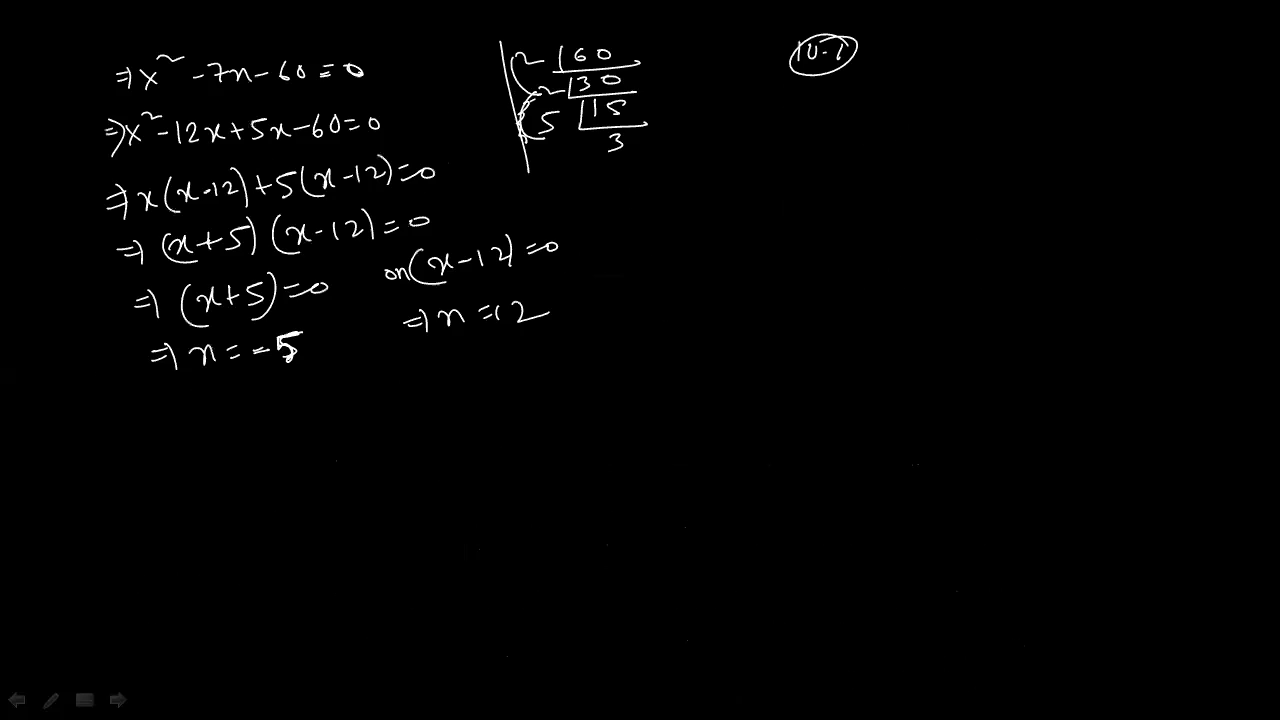 ⇒ x² - 7x - 60 = 0
⇒ x² - 12x + 5x - 60 = 0
⇒ x(x-12) + 5(x-12) = 0
⇒ (x+5) (x-12) = 0
⇒ (x+5) = 0 or (x-12) = 0
⇒ x = -5 ⇒ x = 12
2 | 60
2 | 30
5 | 15
3